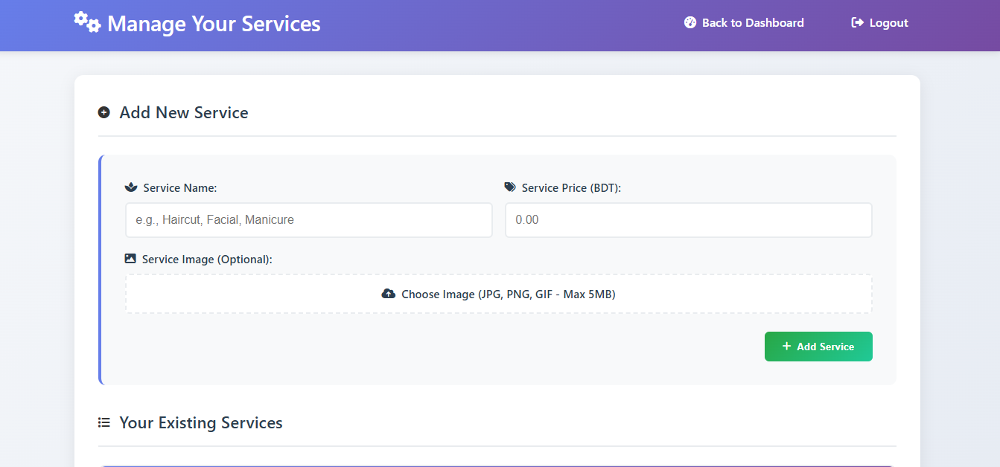 Manage Your Services
Back to Dashboard
Logout
Add New Service
Service Name:
Service Price (BDT):
e.g., Haircut, Facial, Manicure
0.00
Service Image (Optional):
Choose Image (JPG, PNG, GIF - Max 5MB)
+ Add Service
Your Existing Services